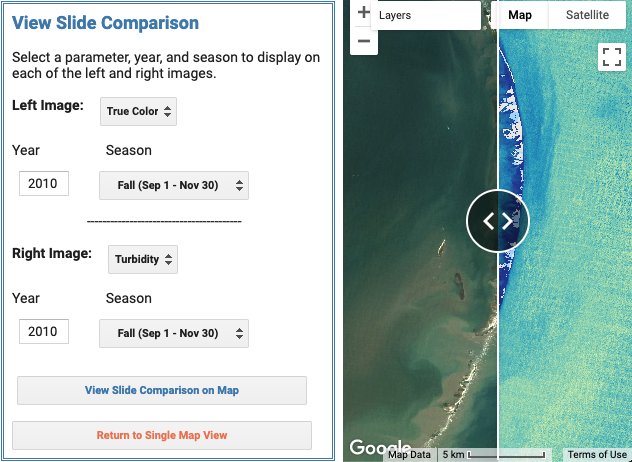 View Slide Comparison
Select a parameter, year, and season to display on
each of the left and right images.
Left Image: True Color
Year Season
2010 Fall (Sep 1 - Nov 30)
----------------------------------------
Right Image: Turbidity
Year Season
2010 Fall (Sep 1 - Nov 30)
View Slide Comparison on Map
Return to Single Map View
+
−
Layers
Map Satellite
Google
Map Data 5 km Terms of Use